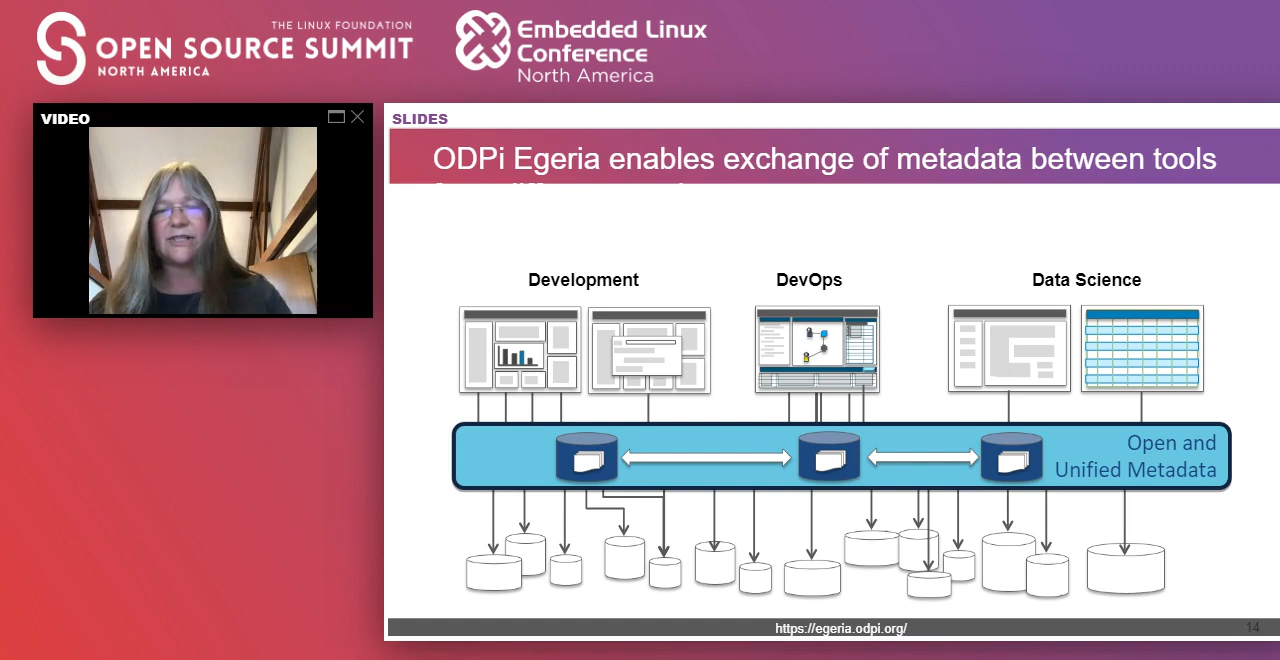 THE LINUX FOUNDATION
OPEN SOURCE SUMMIT
NORTH AMERICA
Embedded Linux
Conference
North America
VIDEO
SLIDES
ODPi Egeria enables exchange of metadata between tools
Development
DevOps
Data Science
Open and
Unified Metadata
https://egeria.odpi.org/
14